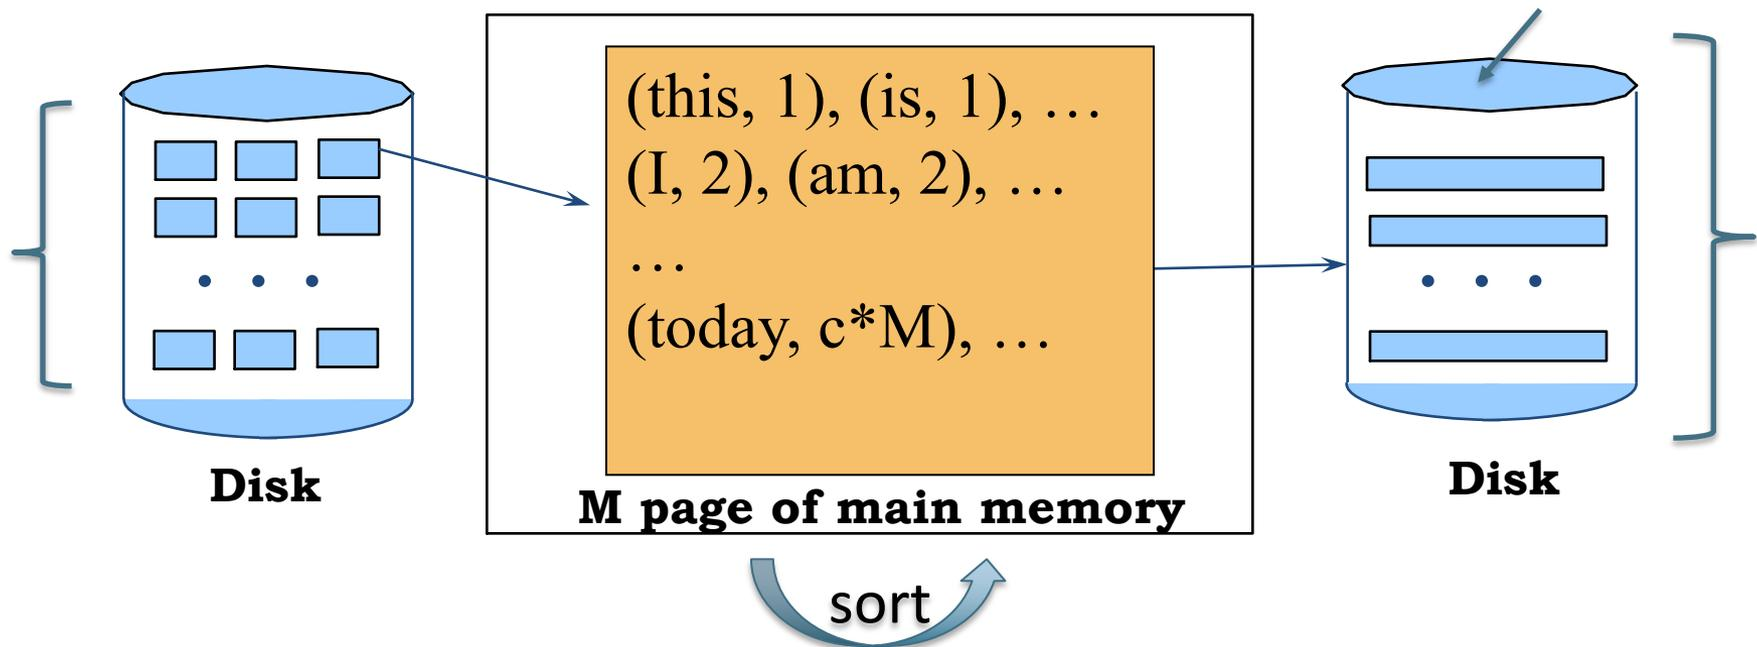 (this, 1), (is, 1), …
(I, 2), (am, 2), …
…
(today, c*M), …
Disk
M page of main memory
Disk
sort